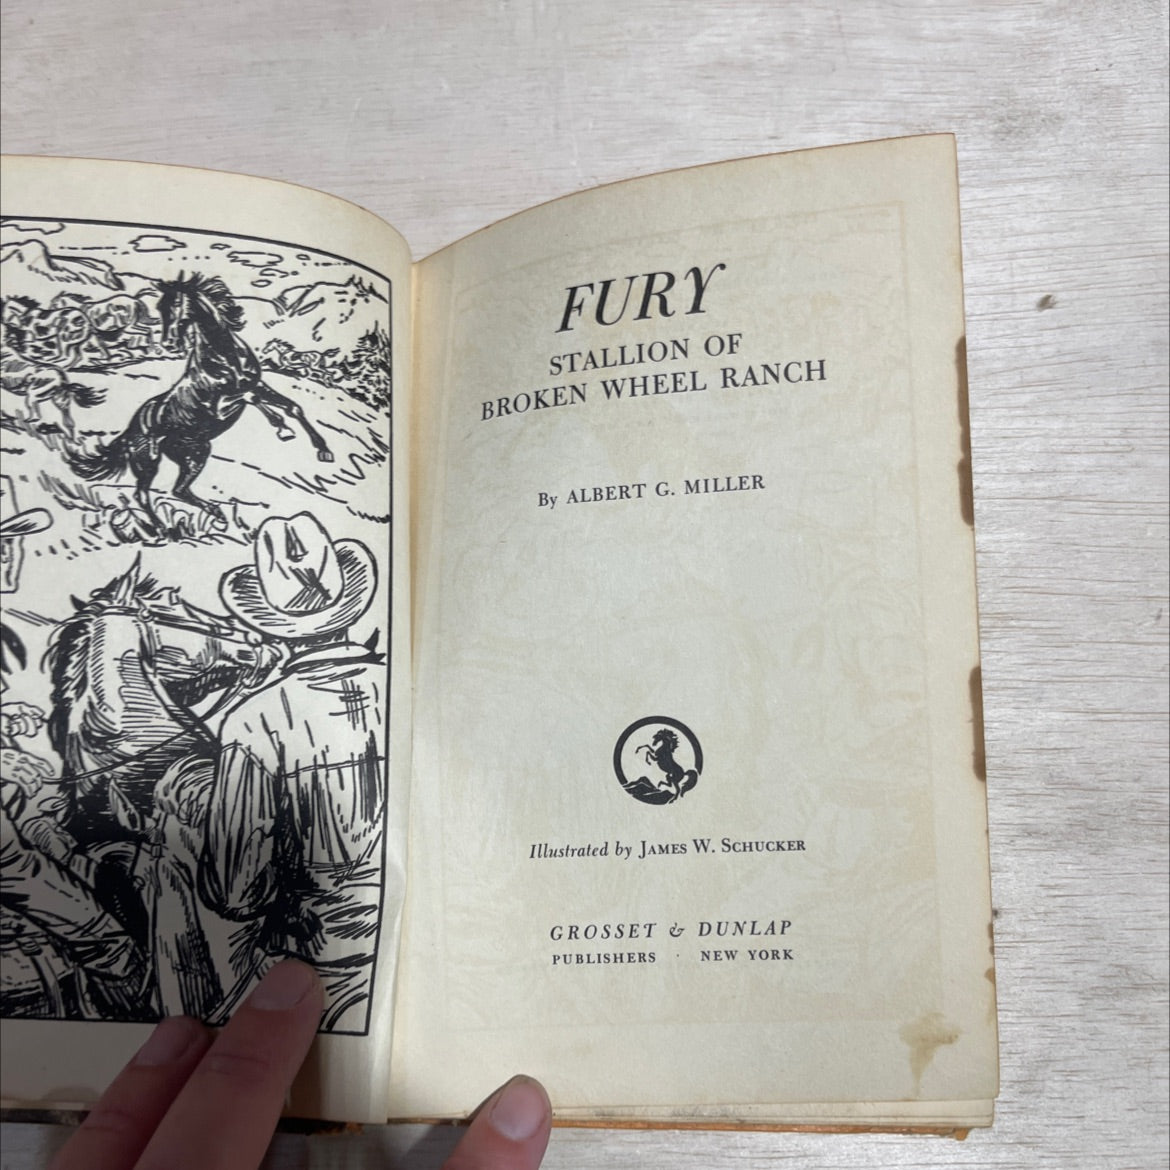 FURY
STALLION OF
BROKEN WHEEL RANCH
By ALBERT G. MILLER
Illustrated by JAMES W. SCHUCKER
GROSSET & DUNLAP
PUBLISHERS · NEW YORK